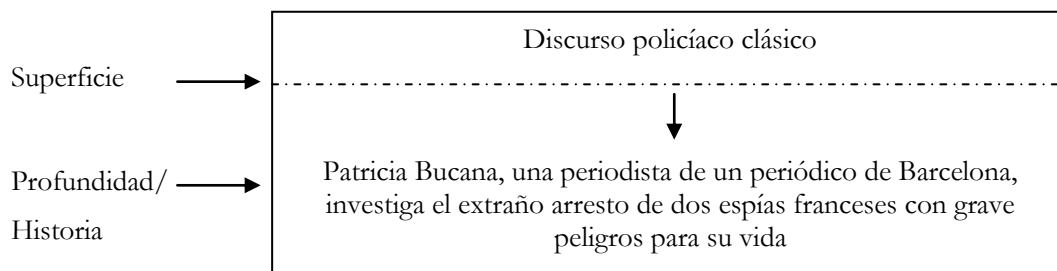 Discurso policíaco clásico
Superficie
Profundidad/
Historia
Patricia Bucana, una periodista de un periódico de Barcelona,
investiga el extraño arresto de dos espías franceses con grave
peligros para su vida